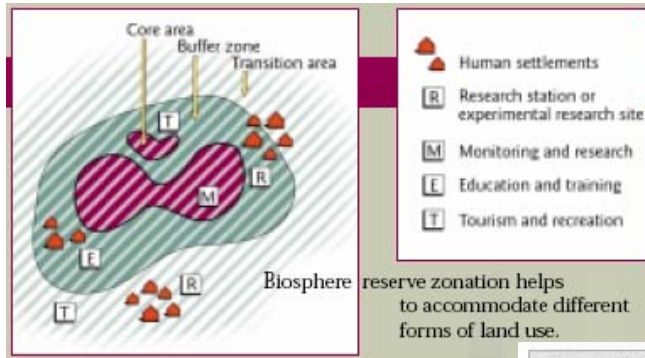 Core area
Buffer zone
Transition area
T
R
M
E
R
T
Human settlements
R Research station or
experimental research site
M Monitoring and research
E Education and training
T Tourism and recreation
Biosphere reserve zonation helps
to accommodate different
forms of land use.